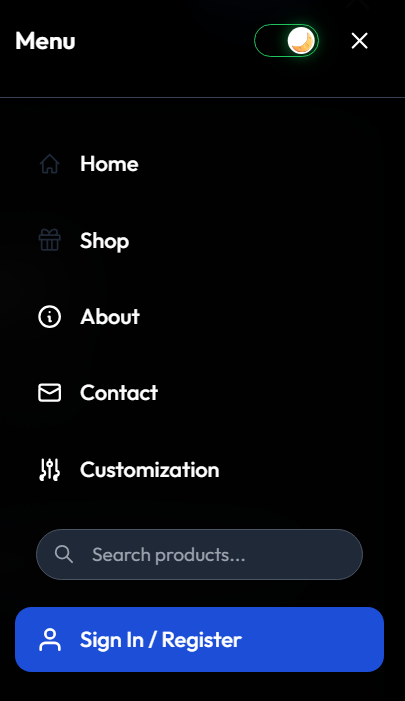 Menu
Home
Shop
About
Contact
Customization
Search products...
Sign In / Register